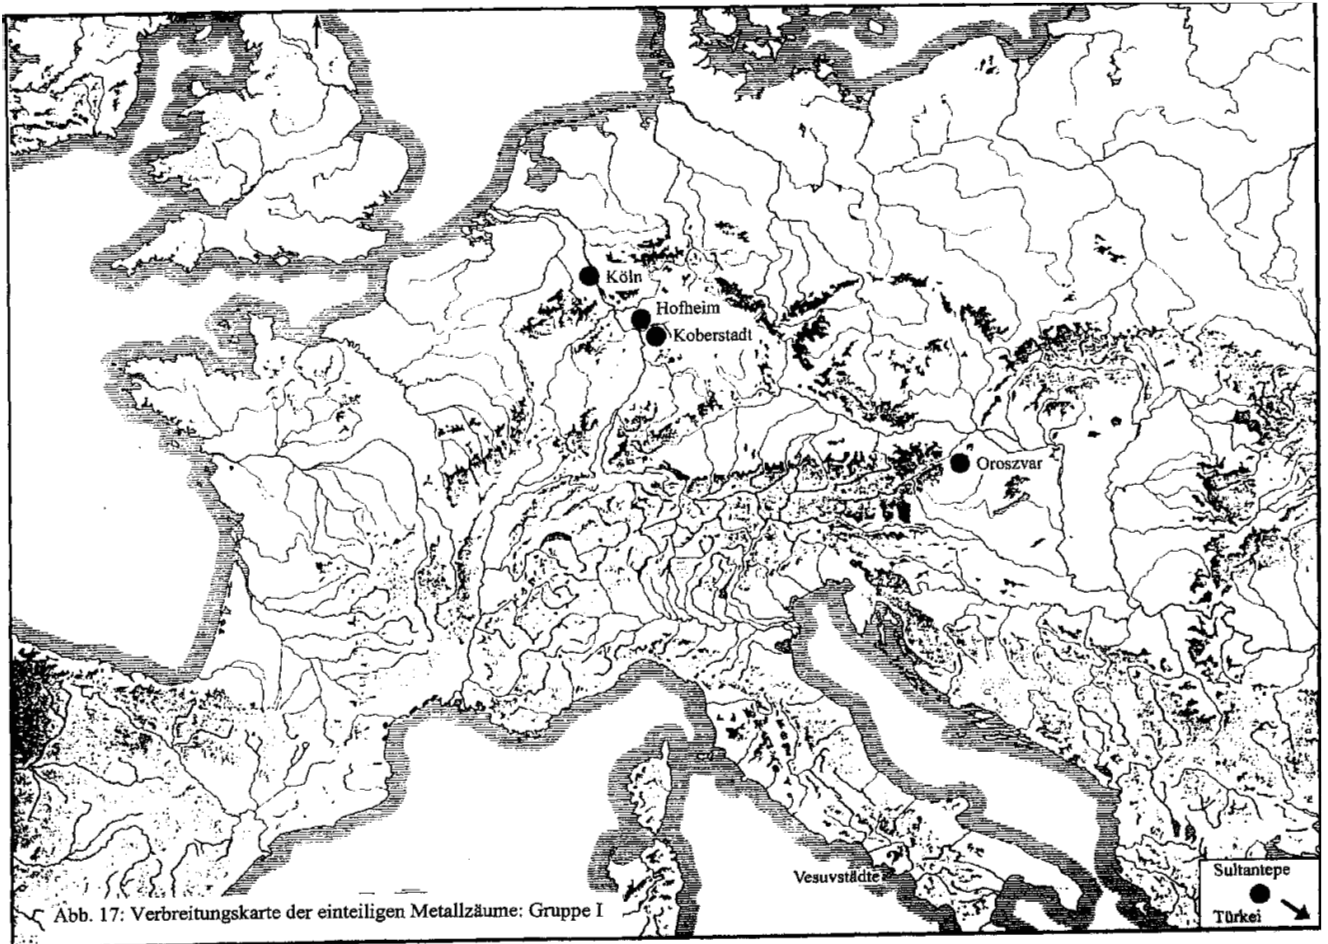 Köln
Hofheim
Koberstadt
Oroszvar
Vesuvstädte
Sultantepe
Türkei
Abb. 17: Verbreitungskarte der einteiligen Metallzäume: Gruppe I